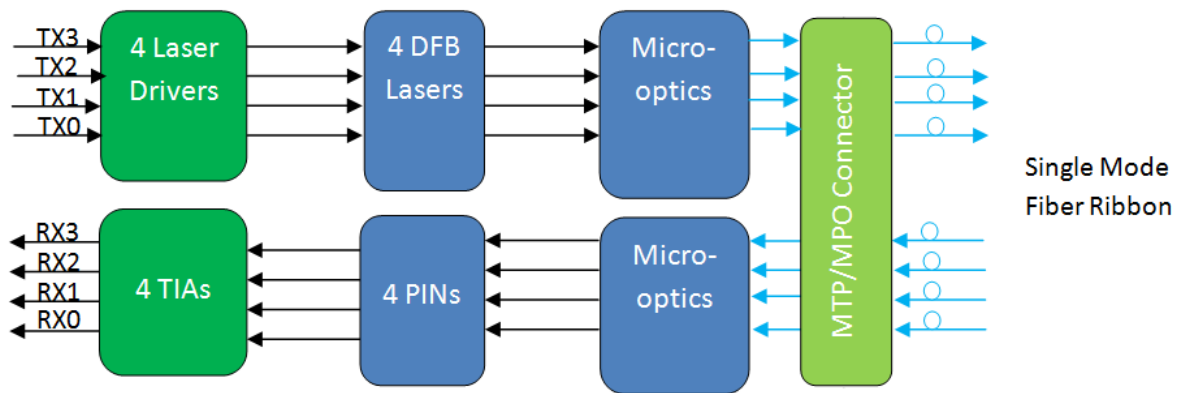 TX3
TX2
TX1
TX0
4 Laser
Drivers
4 DFB
Lasers
Micro-
optics
MTP/MPO Connector
Single Mode
Fiber Ribbon
RX3
RX2
RX1
RX0
4 TIAs
4 PINs
Micro-
optics